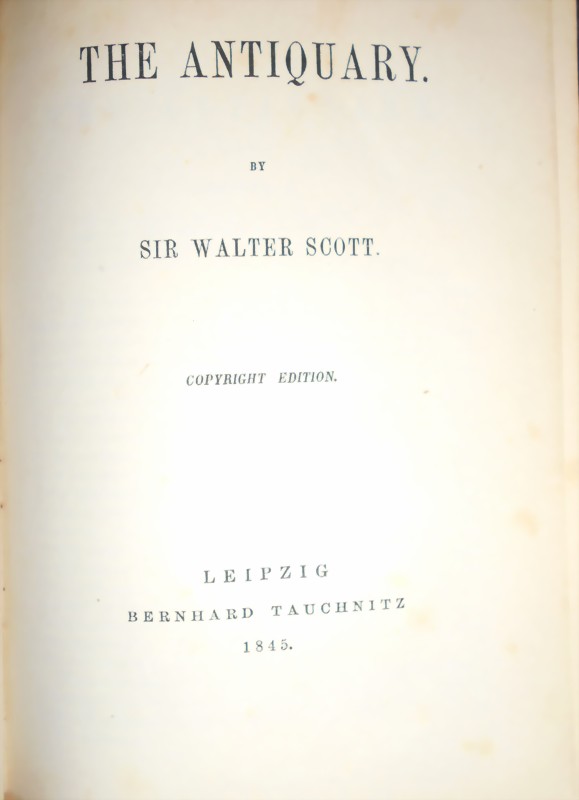 THE ANTIQUARY.
BY
SIR WALTER SCOTT.
COPYRIGHT EDITION.
LEIPZIG
BERNHARD TAUCHNITZ
1845.